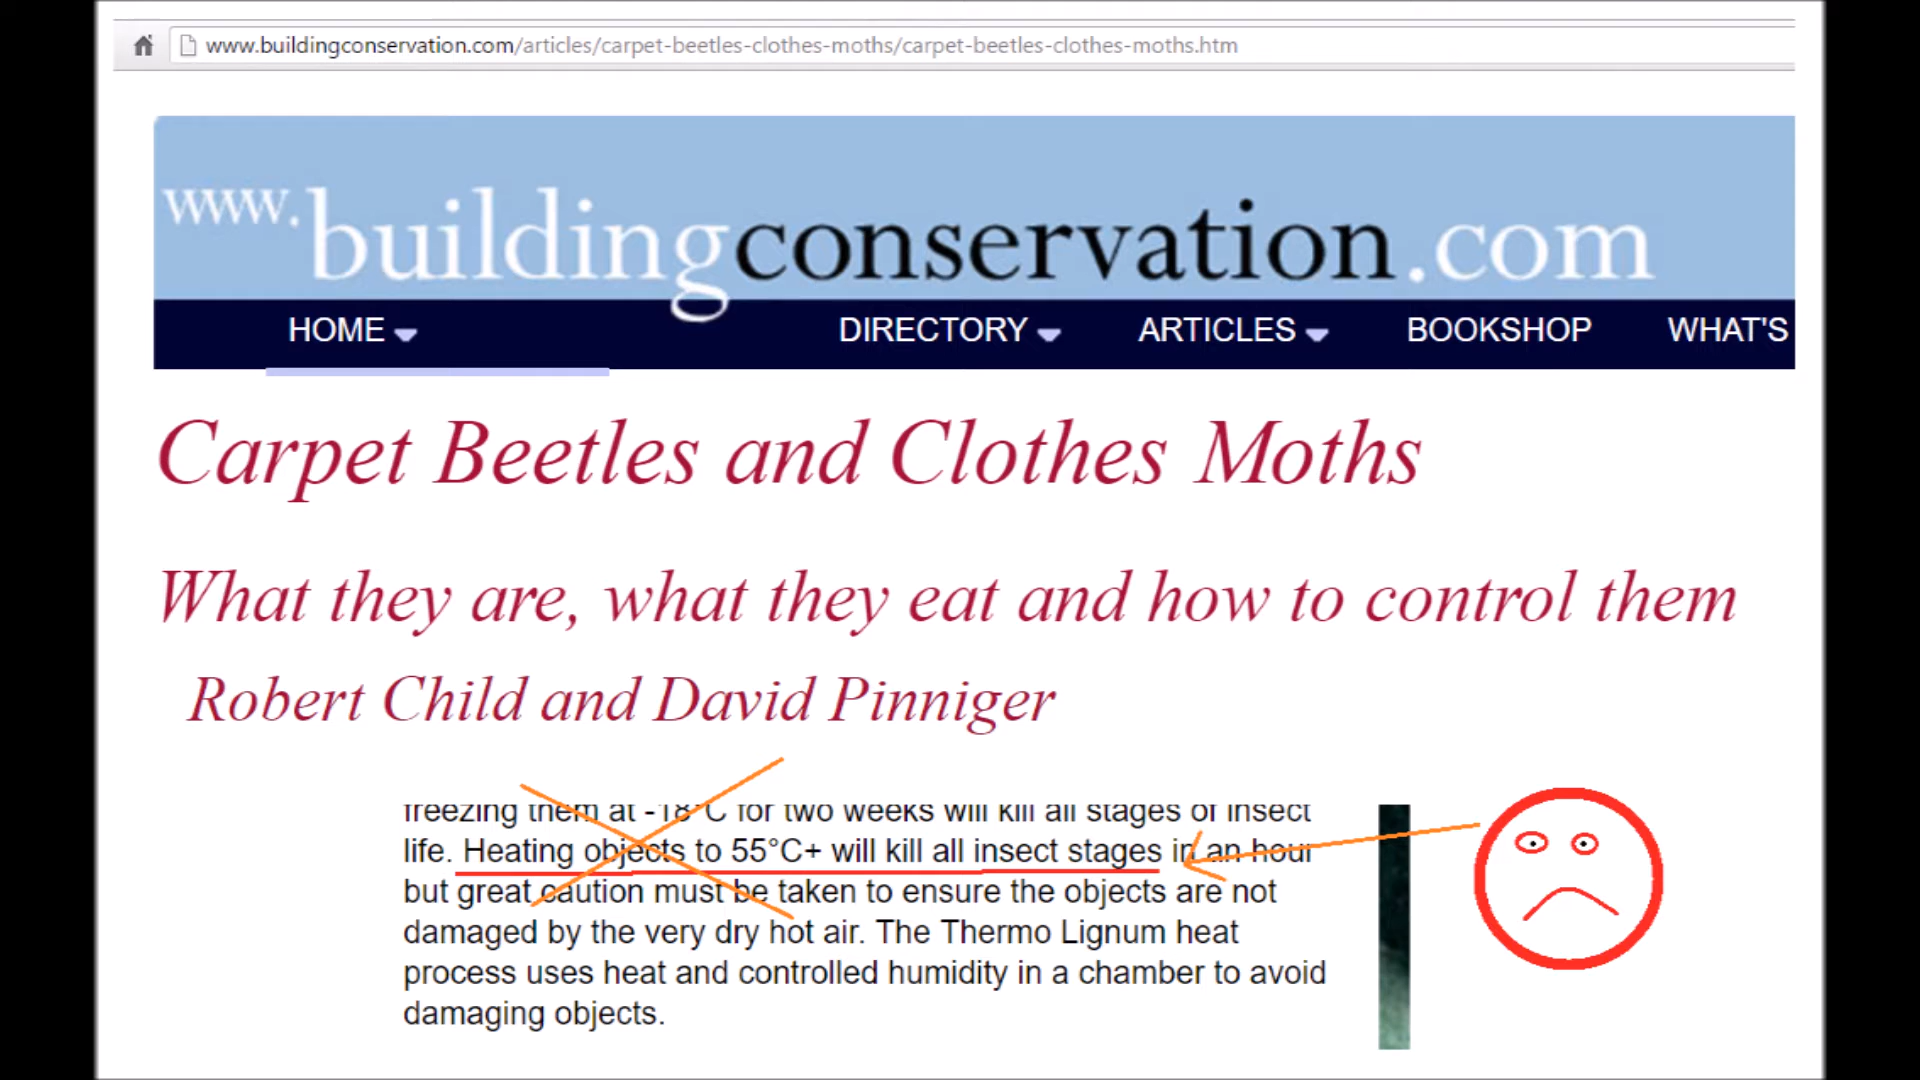 www.buildingconservation.com/articles/carpet-beetles-clothes-moths/carpet-beetles-clothes-moths.htm
www.buildingconservation.com
HOME DIRECTORY ARTICLES BOOKSHOP WHAT'S
Carpet Beetles and Clothes Moths
What they are, what they eat and how to control them
Robert Child and David Pinniger
freezing them at -18°C for two weeks will kill all stages of insect
life. Heating objects to 55°C+ will kill all insect stages in an hour
but great caution must be taken to ensure the objects are not
damaged by the very dry hot air. The Thermo Lignum heat
process uses heat and controlled humidity in a chamber to avoid
damaging objects.